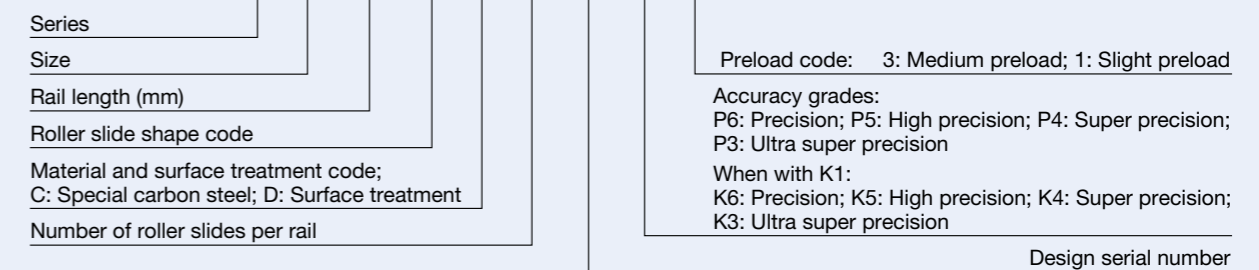 Series
Size
Rail length (mm)
Roller slide shape code
Material and surface treatment code;
C: Special carbon steel; D: Surface treatment
Number of roller slides per rail
Preload code: 3: Medium preload; 1: Slight preload
Accuracy grades:
P6: Precision; P5: High precision; P4: Super precision;
P3: Ultra super precision
When with K1:
K6: Precision; K5: High precision; K4: Super precision;
K3: Ultra super precision
Design serial number